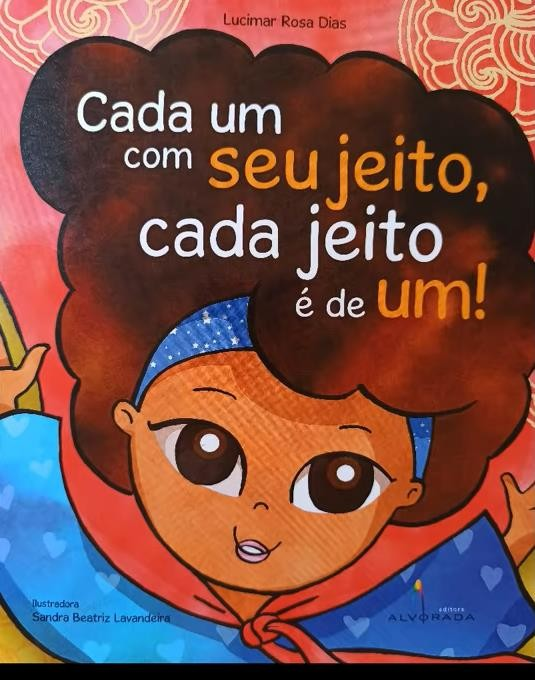 Lucimar Rosa Dias
Cada um
com seu jeito,
cada jeito
é de um!
Ilustradora
Sandra Beatriz Lavandeira
editora
ALVORADA